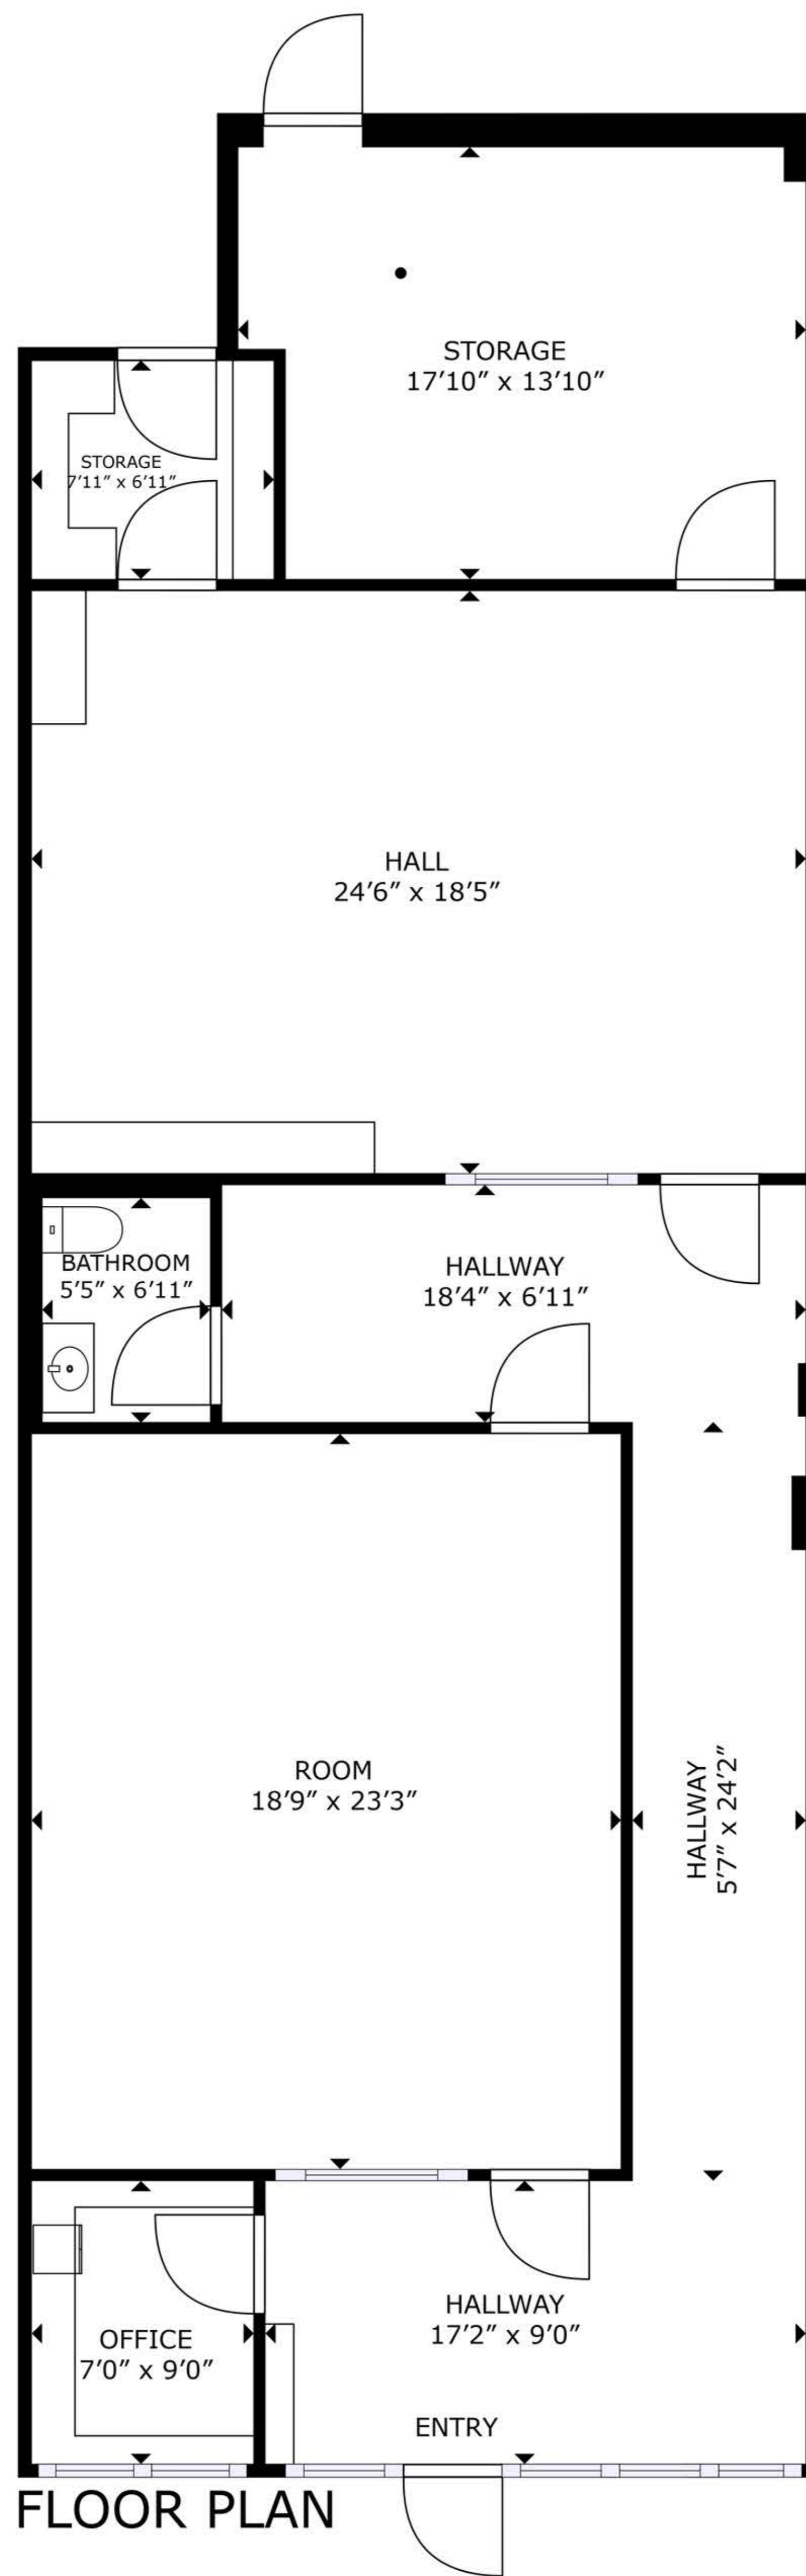 STORAGE
17′10″ x 13′10″
STORAGE
7′11″ x 6′11″
HALL
24′6″ x 18′5″
BATHROOM
5′5″ x 6′11″
HALLWAY
18′4″ x 6′11″
ROOM
18′9″ x 23′3″
HALLWAY
5′7″ x 24′2″
HALLWAY
17′2″ x 9′0″
OFFICE
7′0″ x 9′0″
ENTRY
FLOOR PLAN